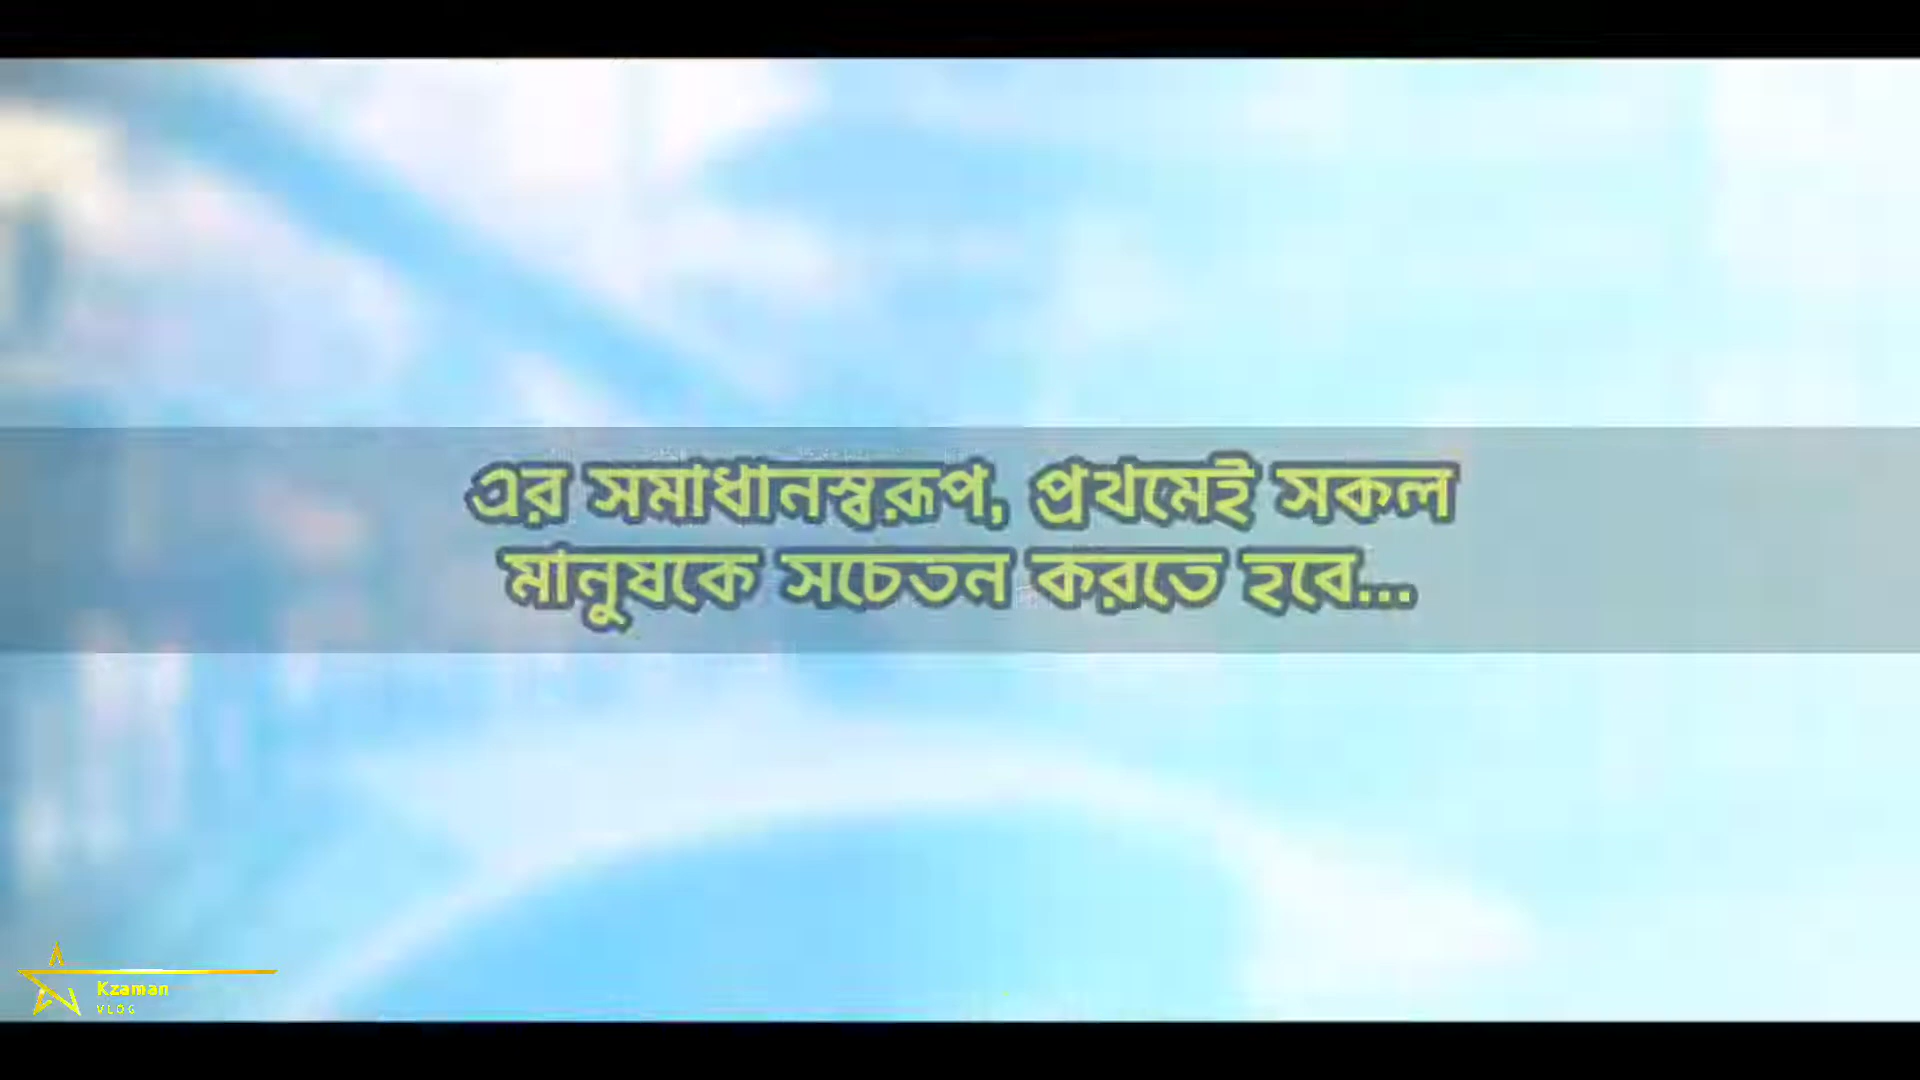 এর সমাধানস্বরূপ, প্রথমেই সকল
মানুষকে সচেতন করতে হবে...
Kzaman
VLOG